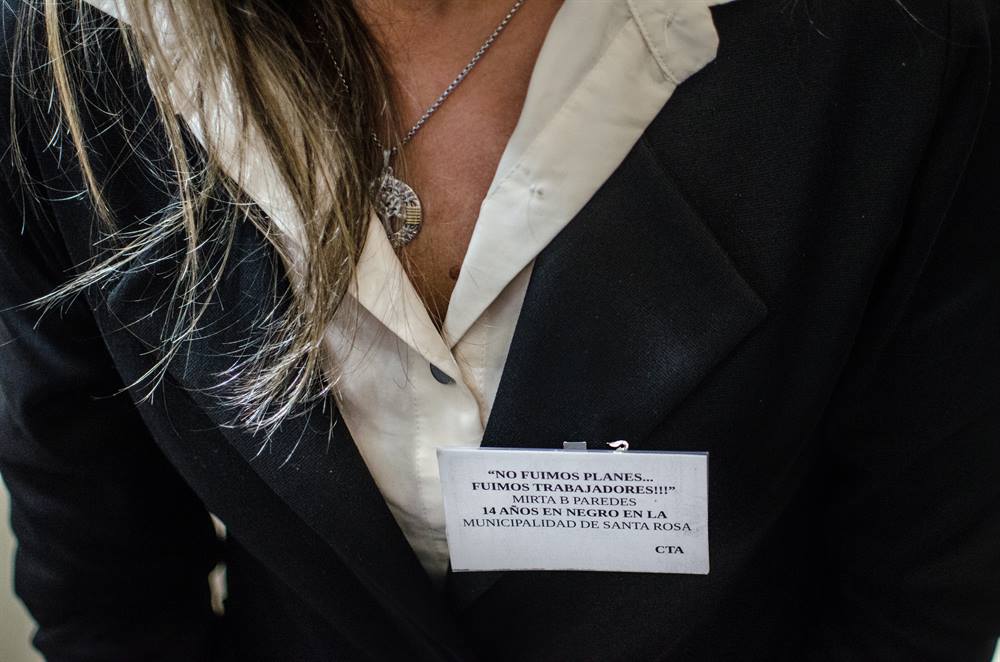 “NO FUIMOS PLANES...
FUIMOS TRABAJADORES!!!”
MIRTA B PAREDES
14 AÑOS EN NEGRO EN LA
MUNICIPALIDAD DE SANTA ROSA
CTA